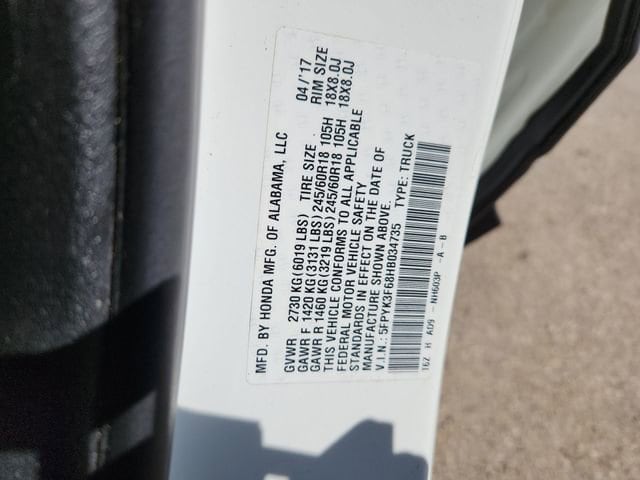 MFD. BY HONDA MFG. OF ALABAMA, LLC 04/'17
GVWR 2730 KG(6019 LBS) TIRE SIZE RIM SIZE
GAWR F 1420 KG(3131 LBS) 245/60R18 105H 18X8.0J
GAWR R 1460 KG(3219 LBS) 245/60R18 105H 18X8.0J
THIS VEHICLE CONFORMS TO ALL APPLICABLE
FEDERAL MOTOR VEHICLE SAFETY
STANDARDS IN EFFECT ON THE DATE OF
MANUFACTURE SHOWN ABOVE.
V.I.N.: 5FPYK3F68HB034735 TYPE: TRUCK
T6Z H A09 - NH603P -A -B